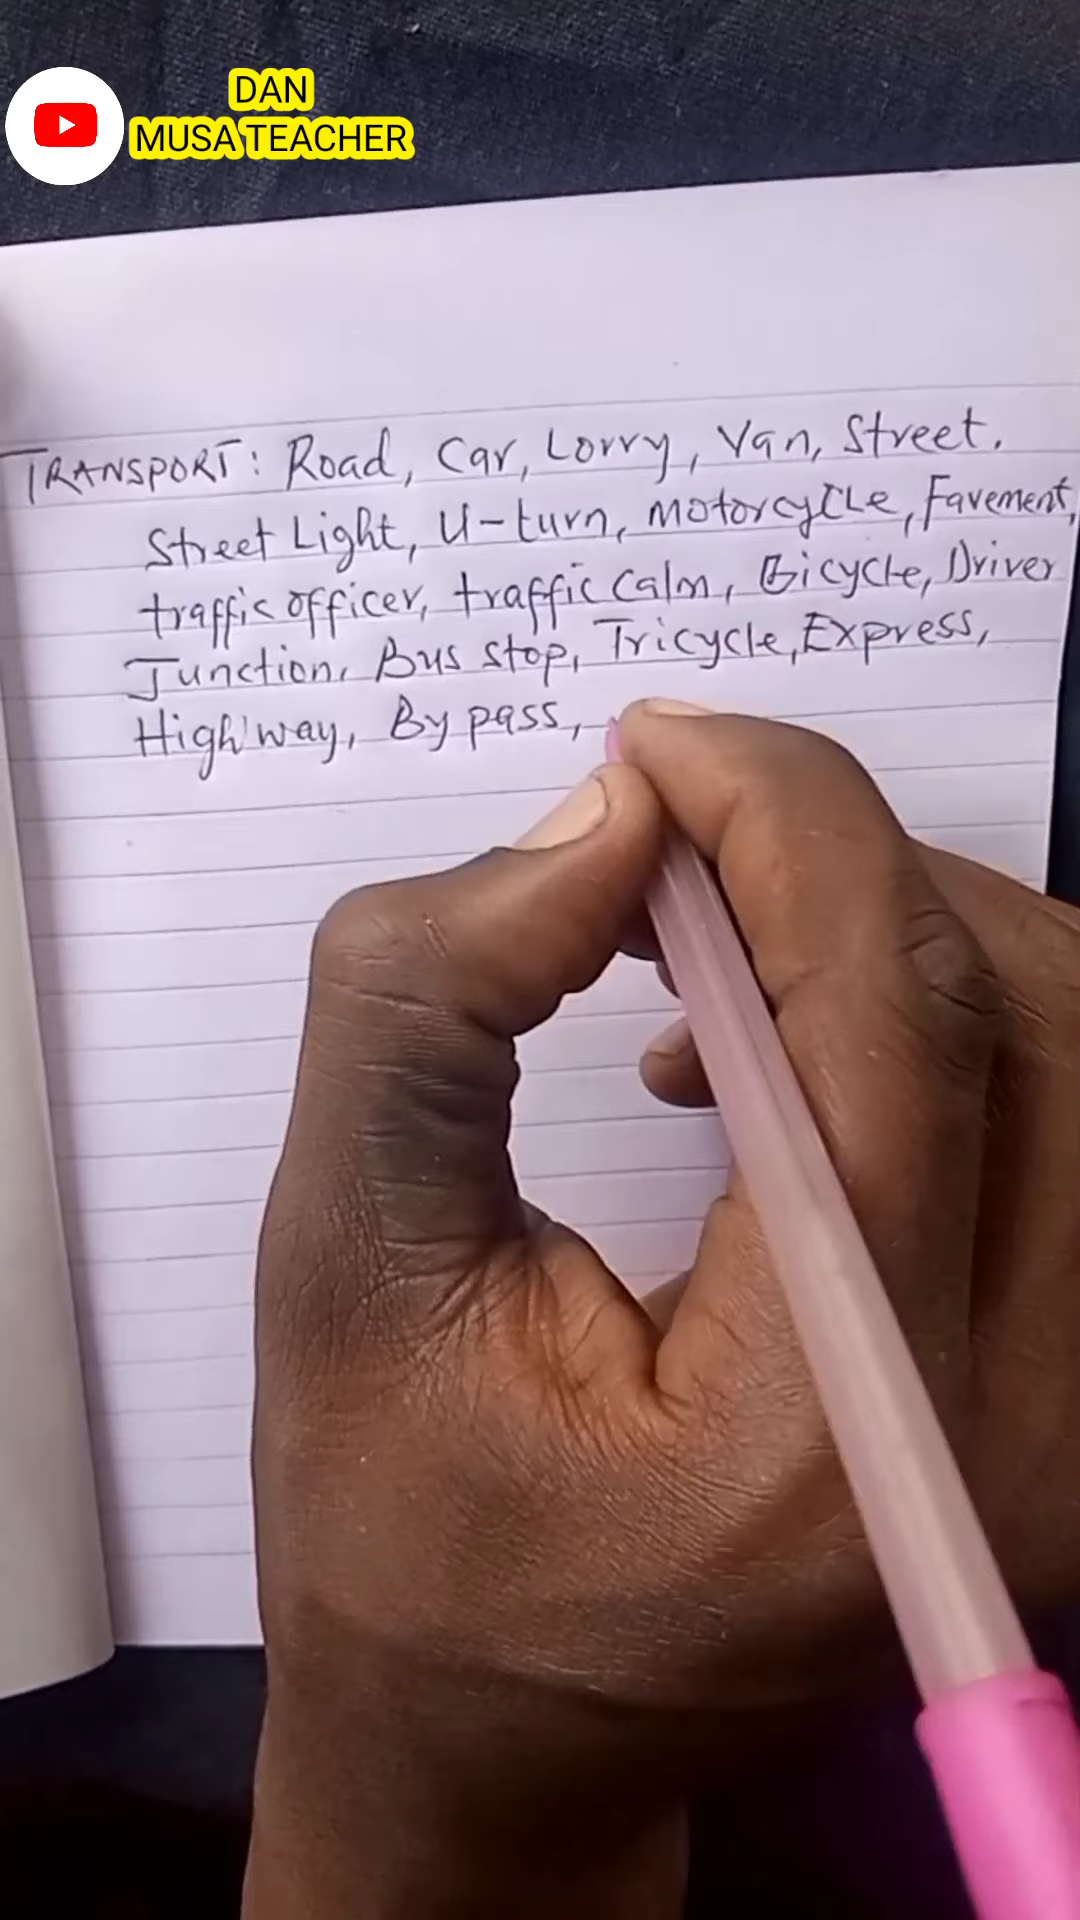 DAN
MUSA TEACHER
TRANSPORT: Road, Car, Lorry, Van, Street.
Street Light, U-turn, Motorcycle, Favement,
traffic officer, traffic Calm, Bicycle, Driver
Junction, Bus stop, Tricycle, Express,
Highway, By pass,